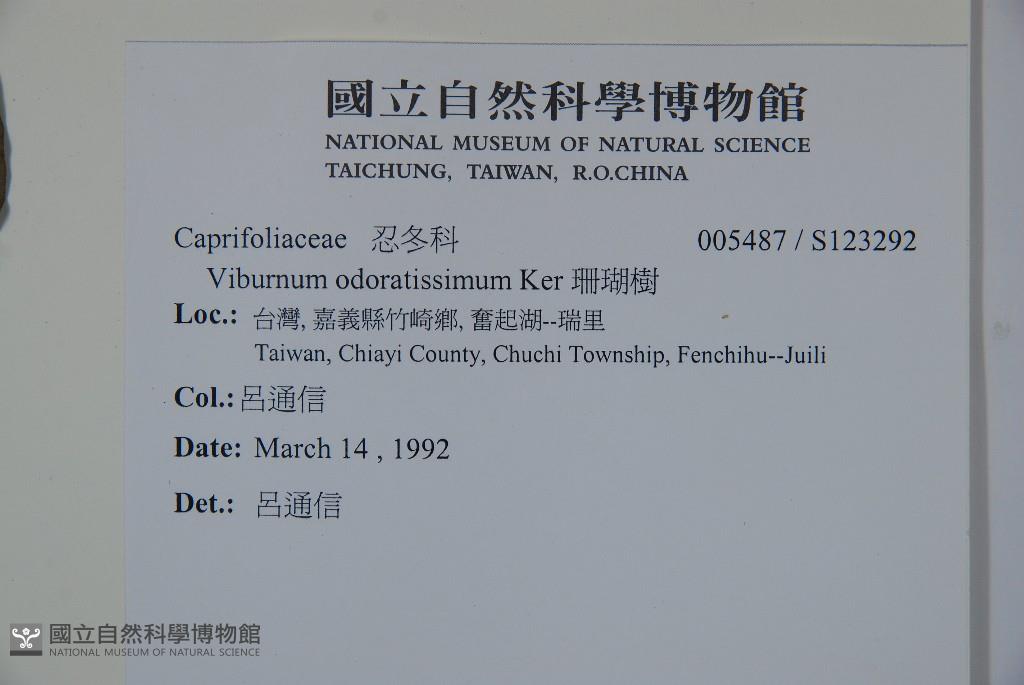 國立自然科學博物館
NATIONAL MUSEUM OF NATURAL SCIENCE
TAICHUNG, TAIWAN, R.O.CHINA
Caprifoliaceae 忍冬科 005487 / S123292
Viburnum odoratissimum Ker 珊瑚樹
Loc.: 台灣, 嘉義縣竹崎鄉, 奮起湖--瑞里
Taiwan, Chiayi County, Chuchi Township, Fenchihu--Juili
Col.: 呂通信
Date: March 14 , 1992
Det.: 呂通信
國立自然科學博物館
NATIONAL MUSEUM OF NATURAL SCIENCE